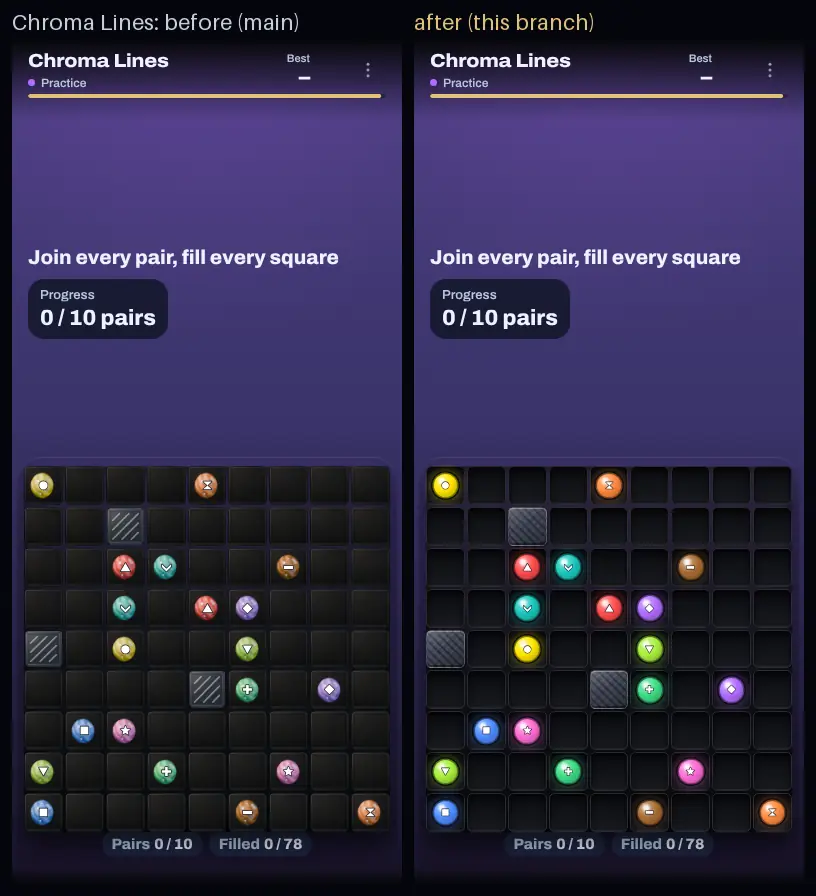 Chroma Lines: before (main)
after (this branch)
Chroma Lines
Best
–
Practice
Join every pair, fill every square
Progress
0 / 10 pairs
Pairs 0 / 10
Filled 0 / 78
Chroma Lines
Best
–
Practice
Join every pair, fill every square
Progress
0 / 10 pairs
Pairs 0 / 10
Filled 0 / 78